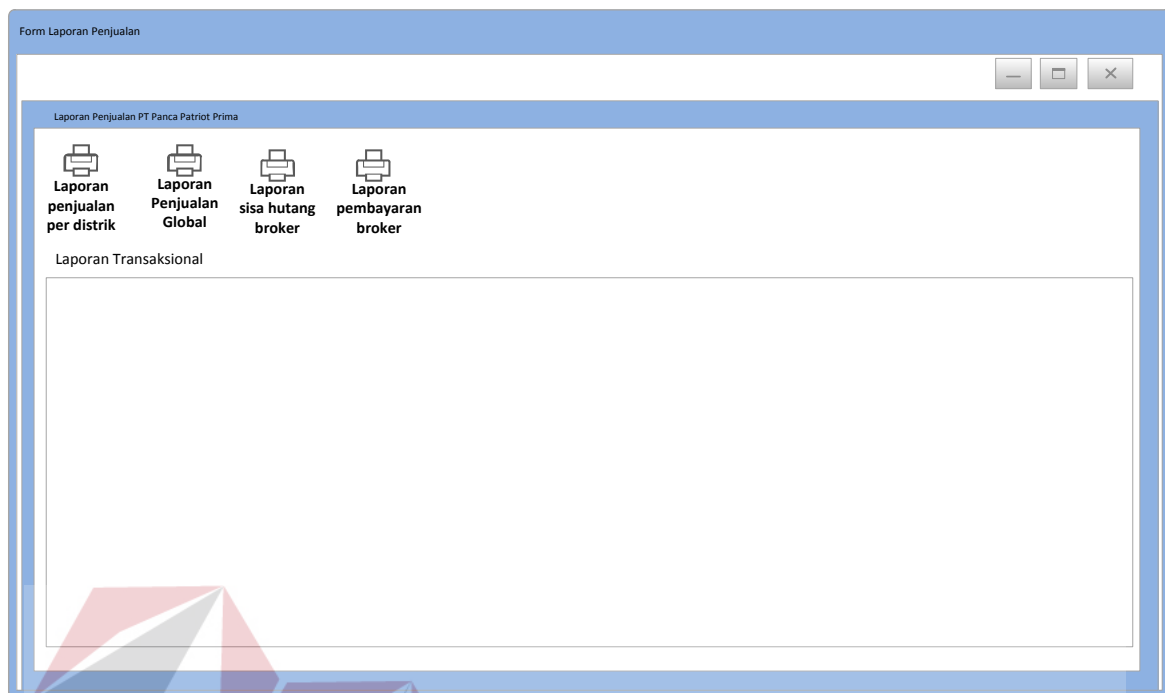 Form Laporan Penjualan
Laporan Penjualan PT Panca Patriot Prima
Laporan
penjualan
per distrik
Laporan
Penjualan
Global
Laporan
sisa hutang
broker
Laporan
pembayaran
broker
Laporan Transaksional